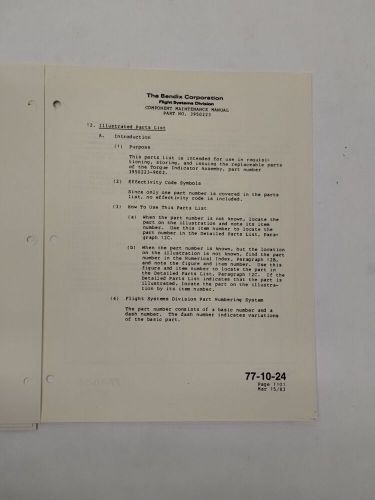 The Bendix Corporation
Flight Systems Division
COMPONENT MAINTENANCE MANUAL
PART NO. 3950223
12. Illustrated Parts List
A. Introduction
(1) Purpose
This parts list is intended for use in requisi-
tioning, storing, and issuing the replaceable parts
of the Torque Indicator Assembly, part number
3950223-9002.
(2) Effectivity Code Symbols
Since only one part number is covered in the parts
list, no effectivity code is included.
(3) How To Use This Parts List
(a) When the part number is not known, locate the
part on the illustration and note its item
number. Use this item number to locate the
part number in the Detailed Parts List, Para-
graph 12C.
(b) When the part number is known, but the location
on the illustration is not known, find the part
number in the Numerical Index, Paragraph 12B,
and note the figure and item number. Use this
figure and item number to locate the part in
the Detailed Parts List, Paragraph 12C. If the
Detailed Parts List indicates that the part is
illustrated, locate the part on the illustra-
tion by its item number.
(4) Flight Systems Division Part Numbering System
The part number consists of a basic number and a
dash number. The dash number indicates variations
of the basic part.
77-10-24
Page 1101
Mar 15/83